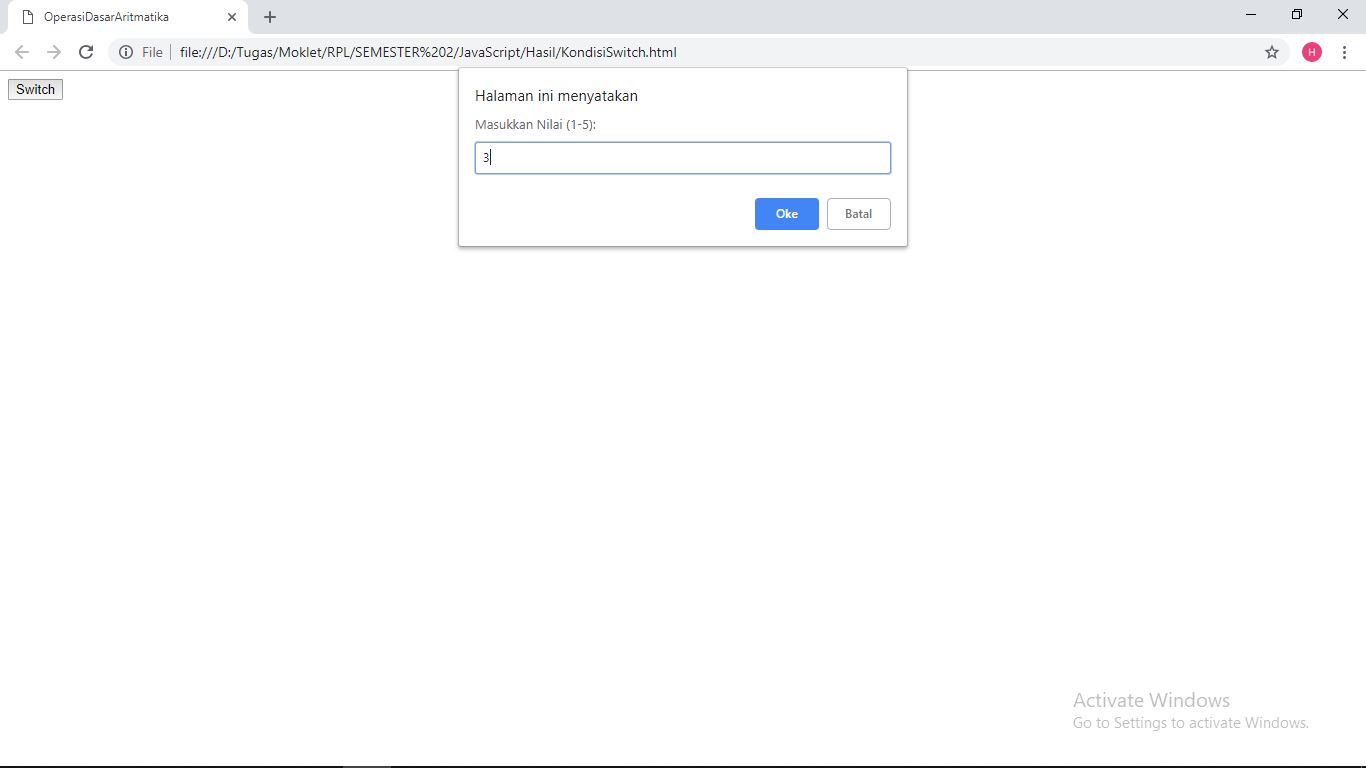 OperasiDasarAritmatika
File
file:///D:/Tugas/Moklet/RPL/SEMESTER%202/JavaScript/Hasil/KondisiSwitch.html
H
Switch
Halaman ini menyatakan
Masukkan Nilai (1-5):
3
Oke
Batal
Activate Windows
Go to Settings to activate Windows.